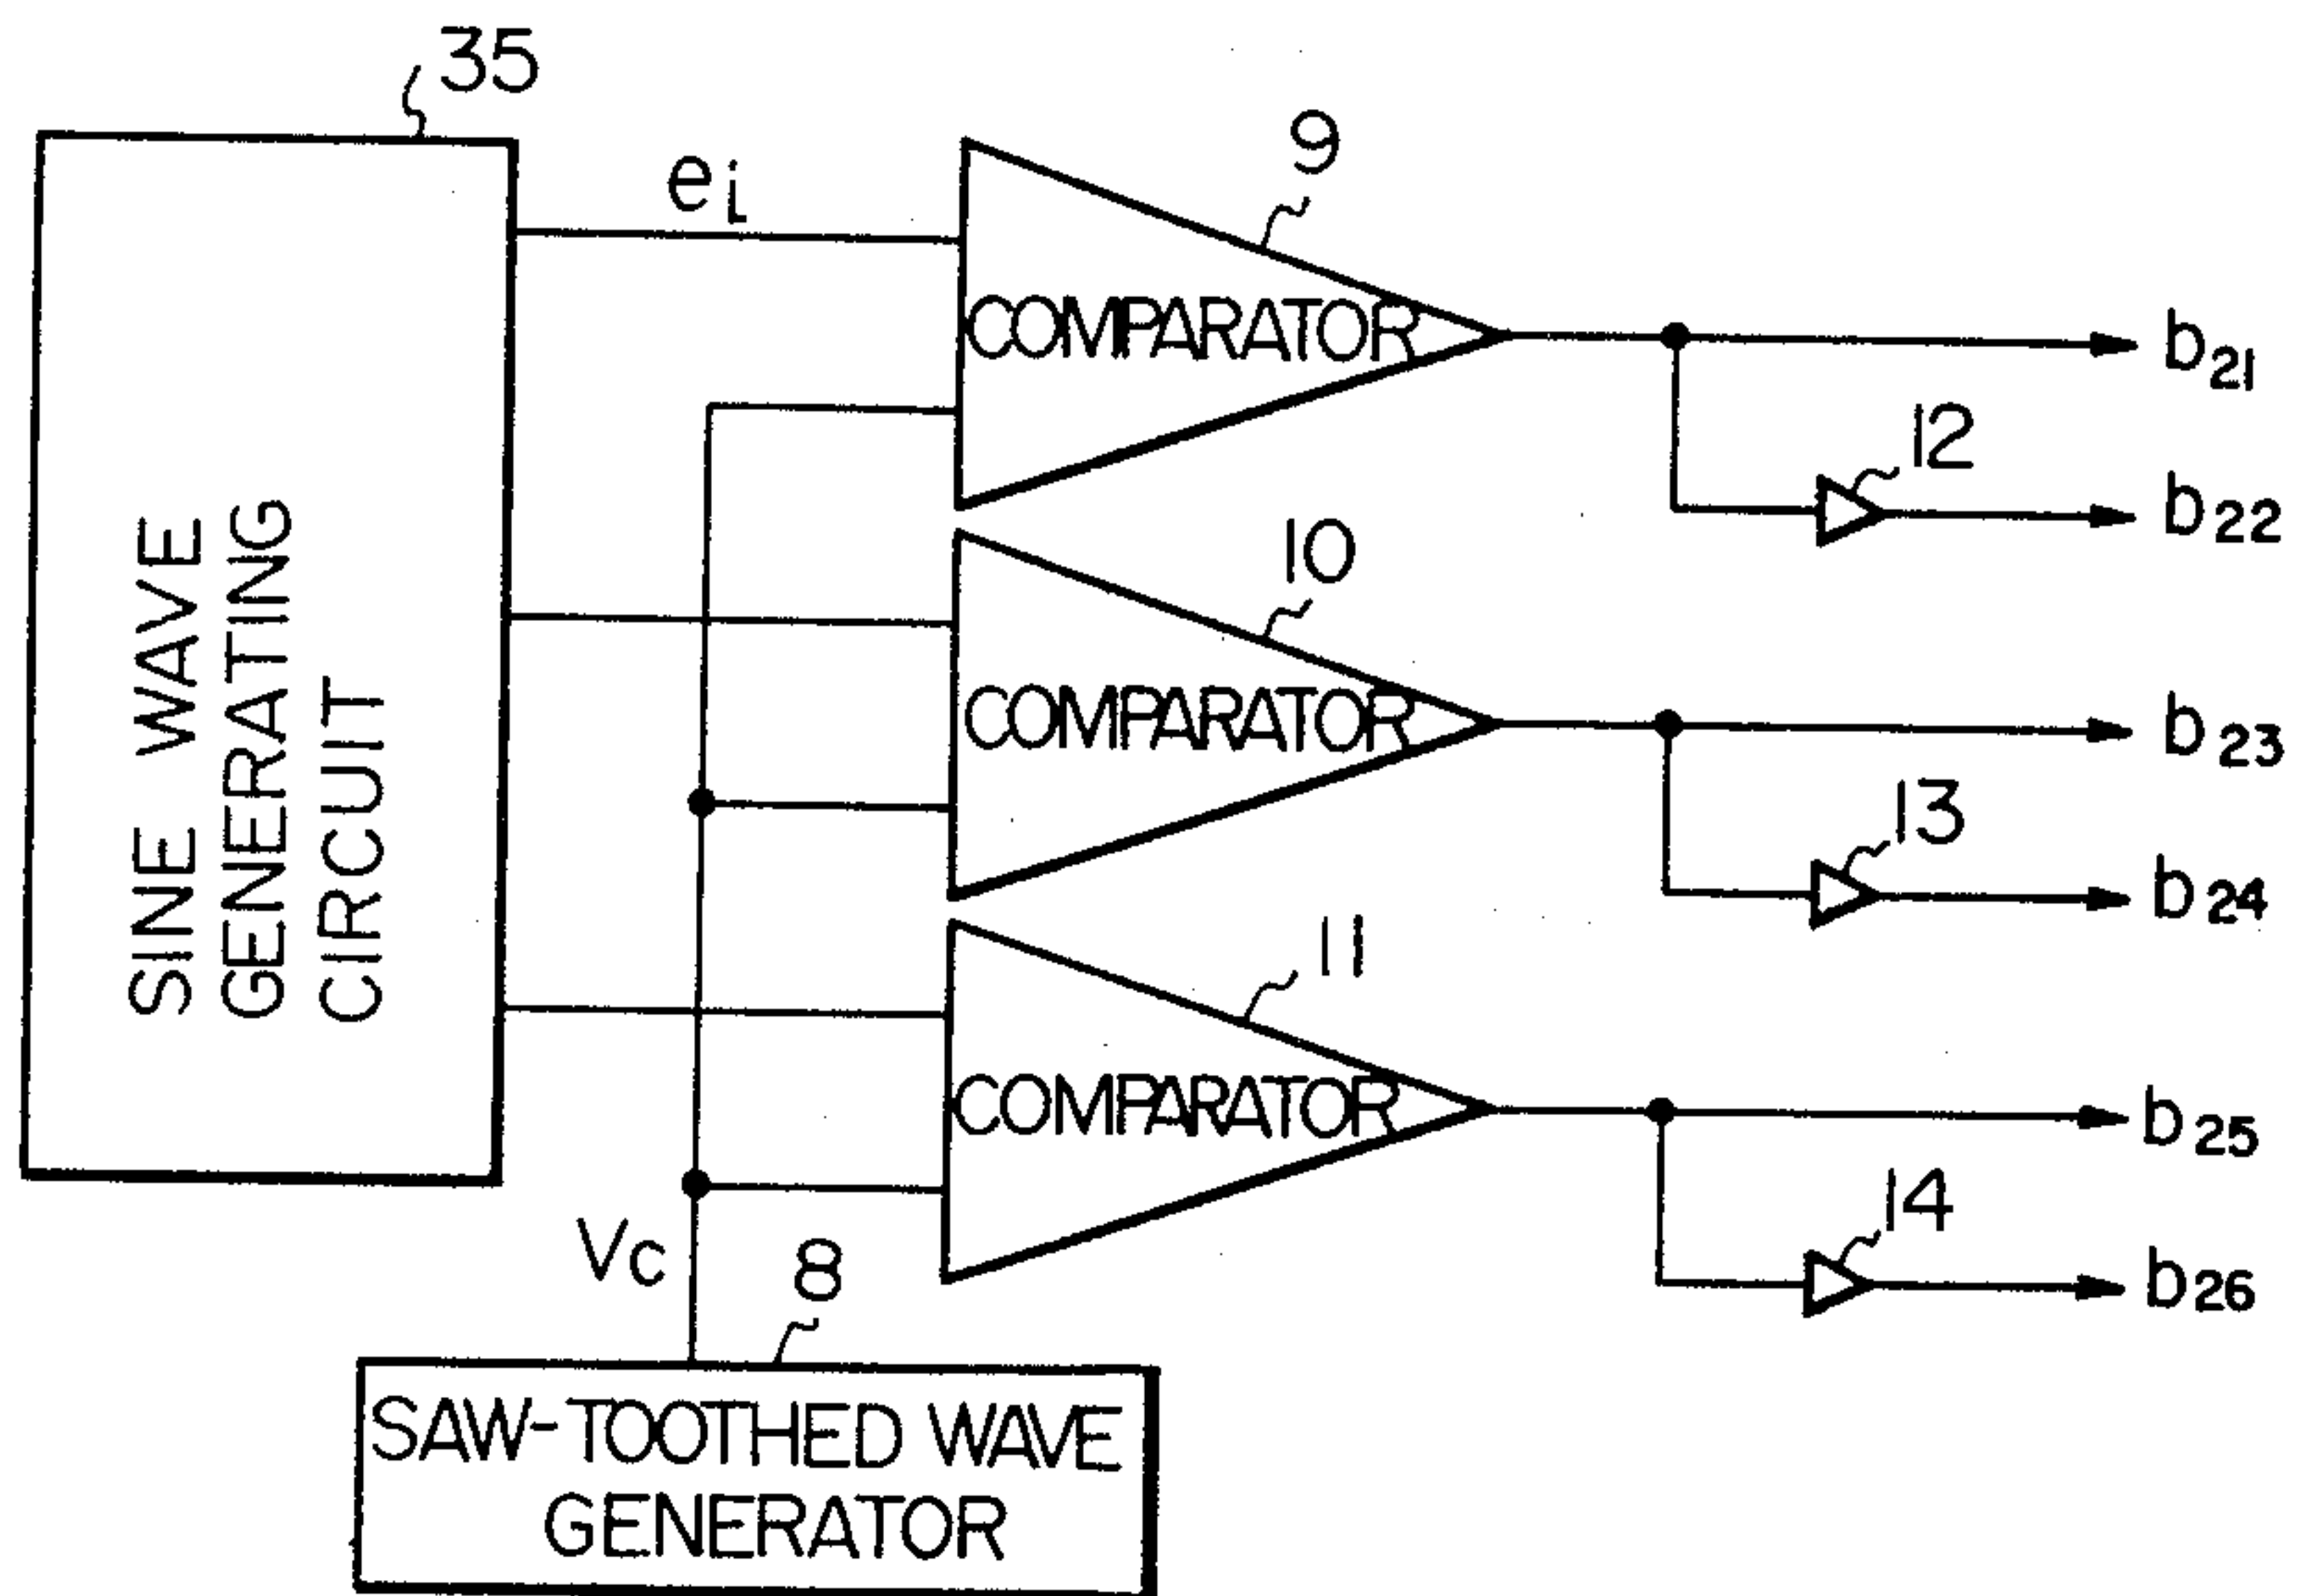 35
ei
9
COMPARATOR
b21
12
b22
SINE WAVE
GENERATING
CIRCUIT
10
COMPARATOR
b23
13
b24
11
COMPARATOR
b25
14
b26
Vc
8
SAW-TOOTHED WAVE
GENERATOR